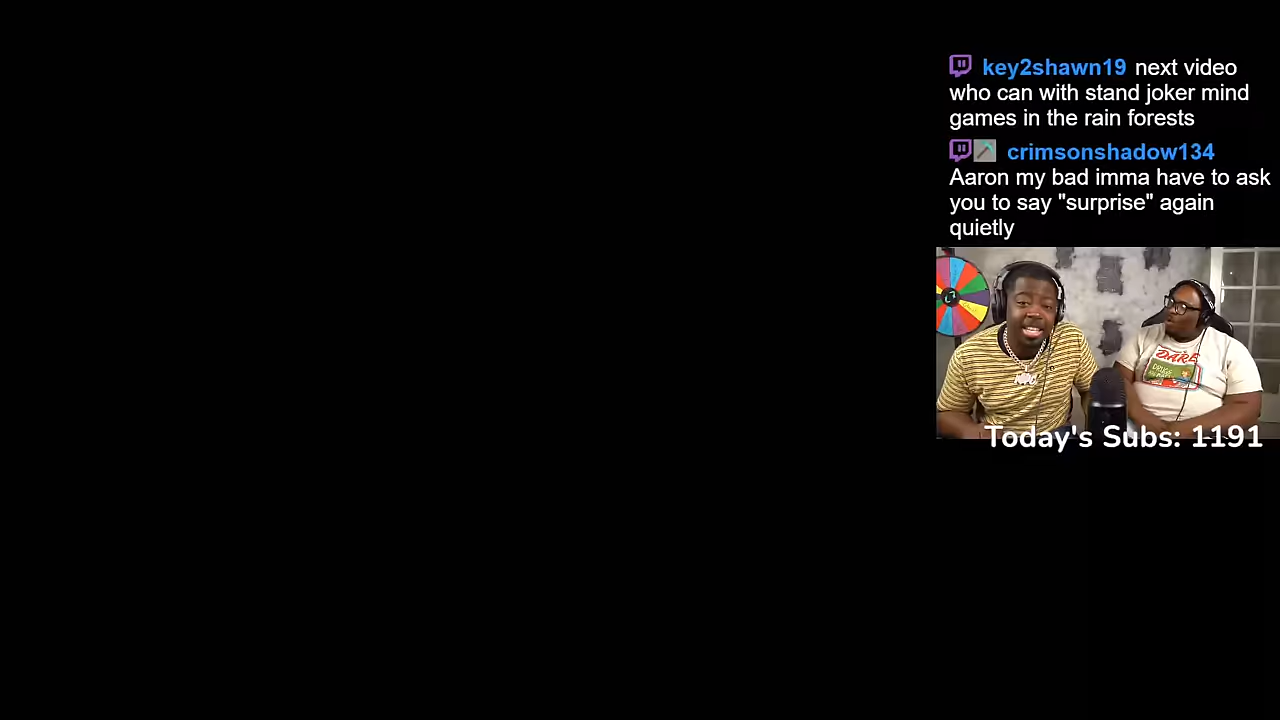 key2shawn19 next video
who can with stand joker mind
games in the rain forests
crimsonshadow134
Aaron my bad imma have to ask
you to say "surprise" again
quietly
DARE
Today's Subs: 1191